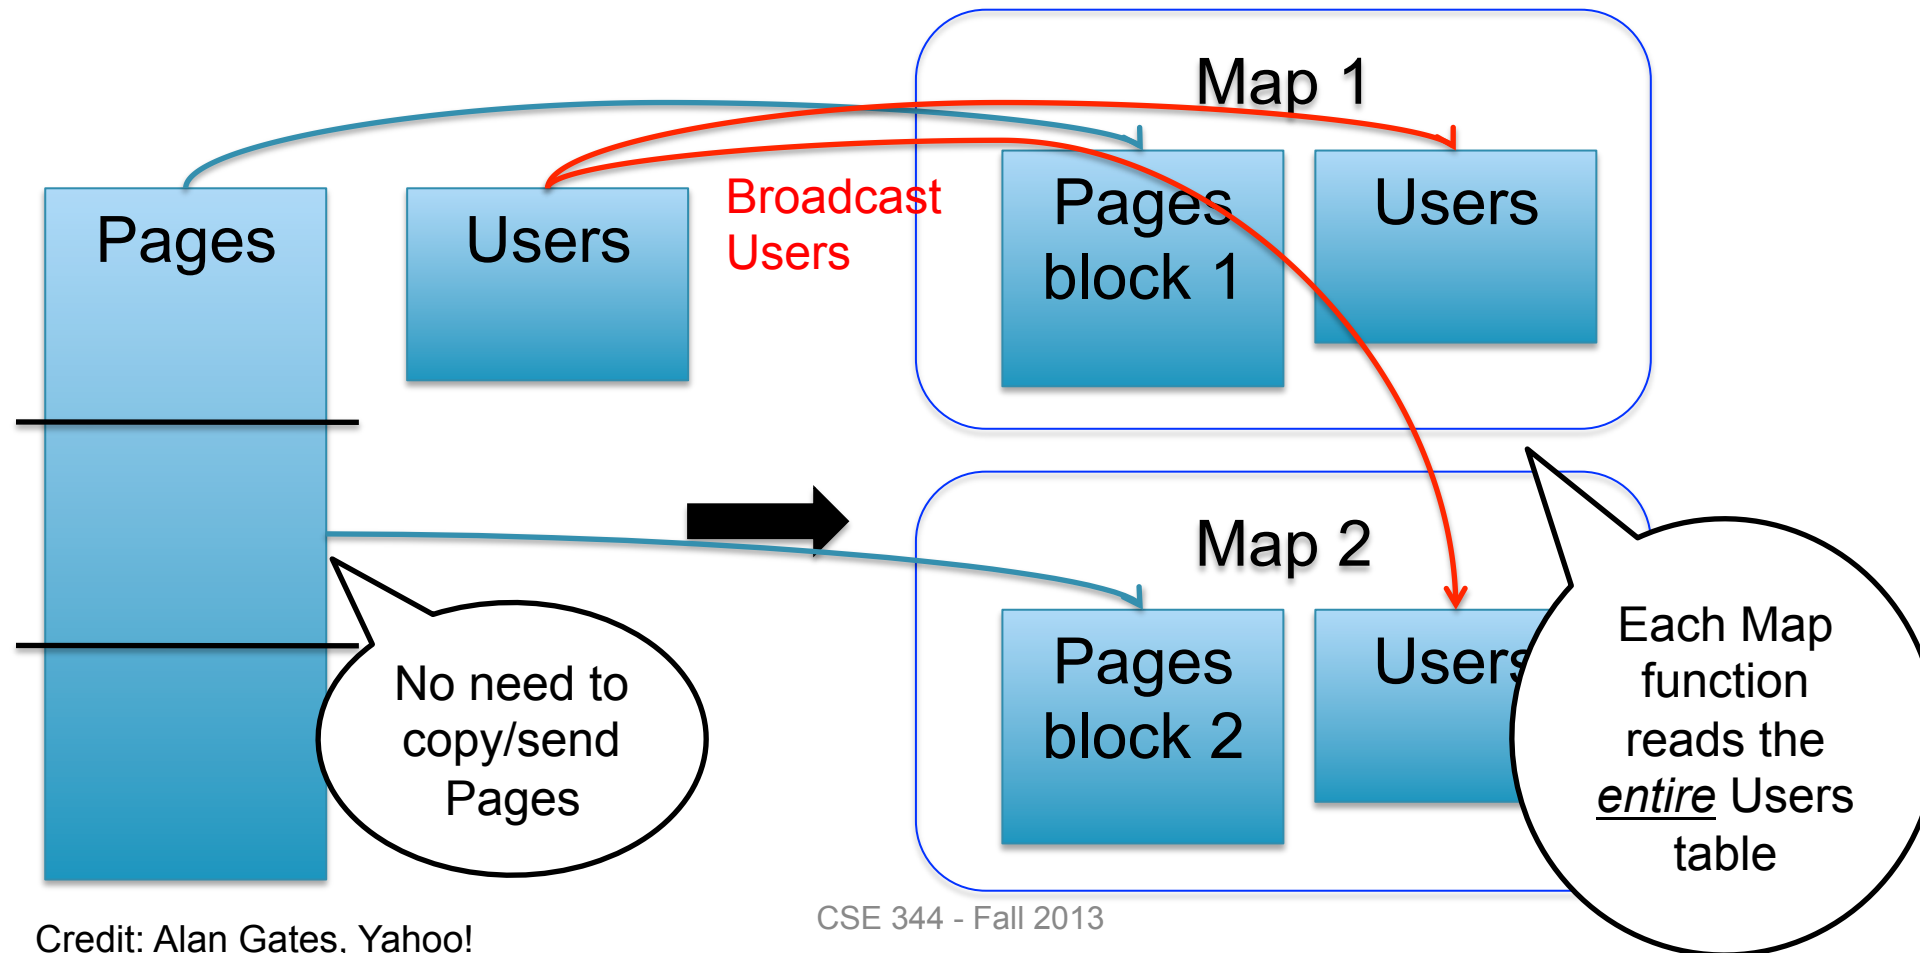 Map 1
Pages
Users
Broadcast
Users
Pages
block 1
Users
Map 2
No need to
copy/send
Pages
Pages
block 2
Users
Each Map
function
reads the
entire Users
table
CSE 344 - Fall 2013
Credit: Alan Gates, Yahoo!